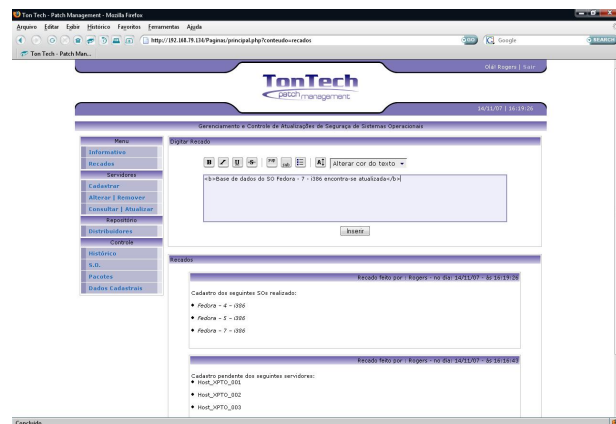 Ton Tech - Patch Management - Mozilla Firefox
Arquivo Editar Exibir Histórico Favoritos Ferramentas Ajuda
http://192.168.79.134/Paginas/principal.php?conteudo=recados
GO
Google
SEARCH
Ton Tech - Patch Man...
Olá! Rogers | Sair
TonTech
patch management
14/11/07 | 16:19:26
Gerenciamento e Controle de Atualizações de Seguraça de Sistemas Operacionais
Menu
Informativo
Recados
Servidores
Cadastrar
Alterar | Remover
Consultar | Atualizar
Repositório
Distribuidores
Controle
Histórico
S.O.
Pacotes
Dados Cadastrais
Digitar Recado
Alterar cor do texto
<b>Base de dados do SO Fedora - 7 - i386 encontra-se atualizada</b>
Inserir
Recados
Recado feito por : Rogers - no dia: 14/11/07 - às 16:19:26
Cadastro dos seguintes SOs realizado:
• Fedora - 4 - i386
• Fedora - 5 - i386
• Fedora - 7 - i386
Recado feito por : Rogers - no dia: 14/11/07 - às 16:16:43
Cadastro pendente dos seguintes servidores:
• Host_XPTO_001
• Host_XPTO_002
• Host_XPTO_003
Concluído